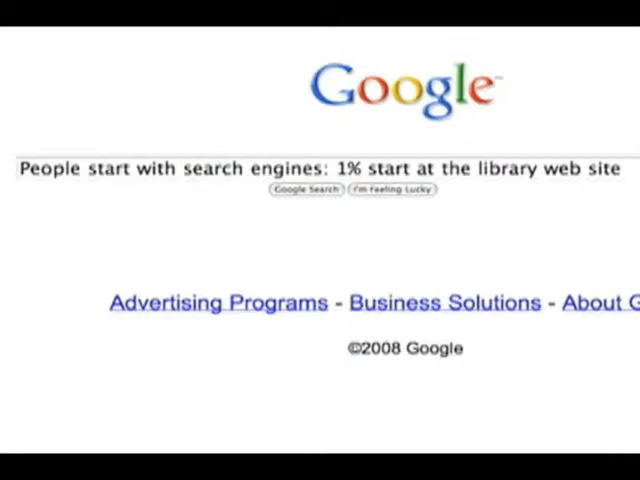 Google™
People start with search engines: 1% start at the library web site
Google Search I'm Feeling Lucky
Advertising Programs - Business Solutions - About G
©2008 Google